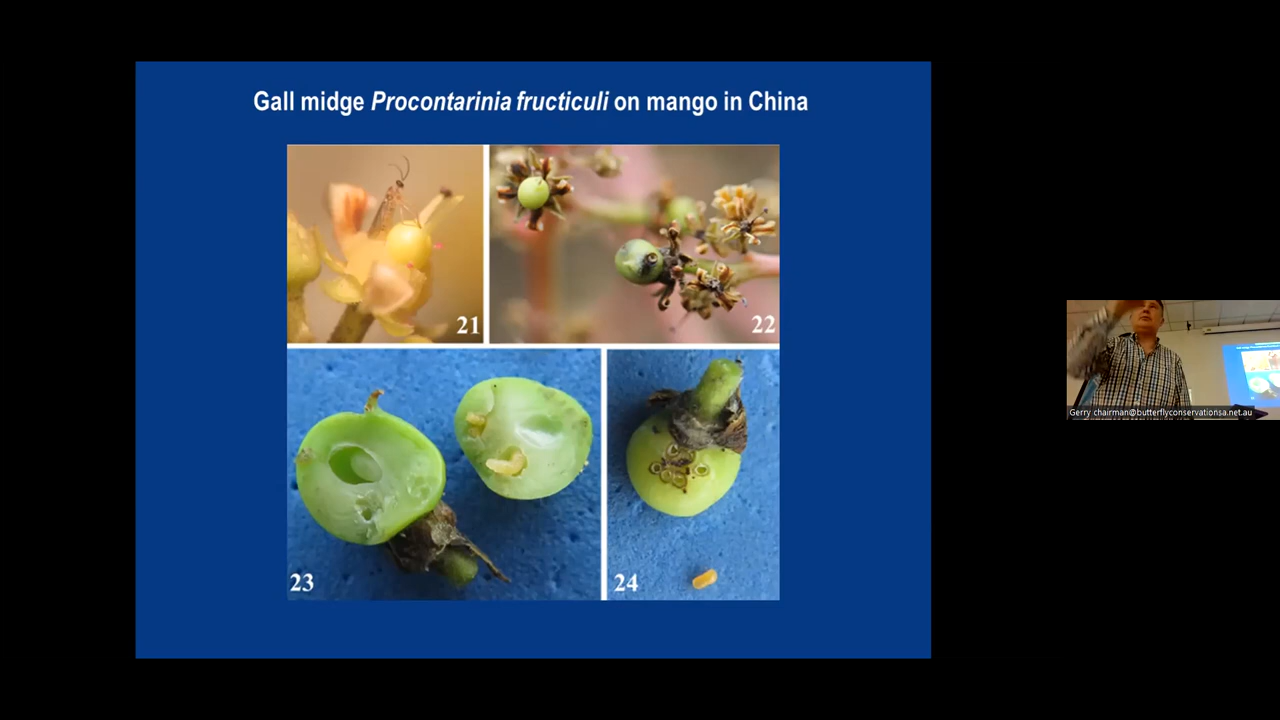 Gall midge Procontarinia fructiculi on mango in China
21
22
23
24
Gerry chairman@butterflyconservationsa.net.au